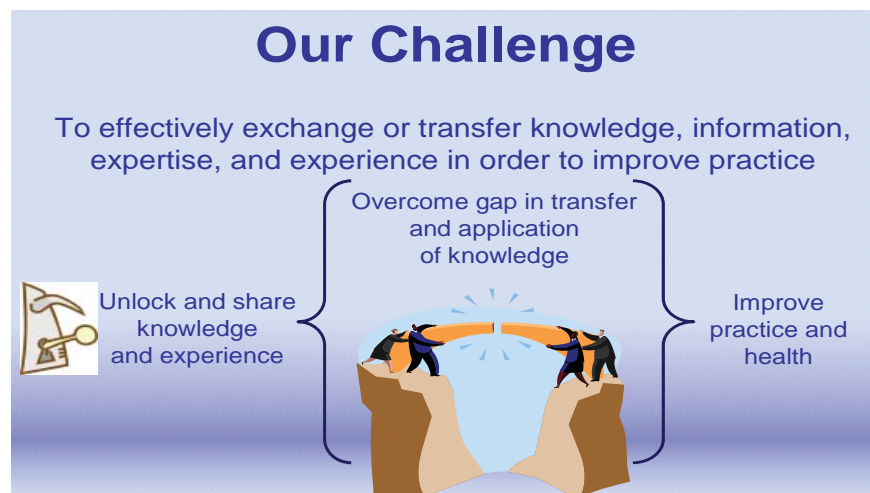 Our Challenge
To effectively exchange or transfer knowledge, information,
expertise, and experience in order to improve practice
Overcome gap in transfer
and application
of knowledge
Unlock and share
knowledge
and experience
Improve
practice and
health